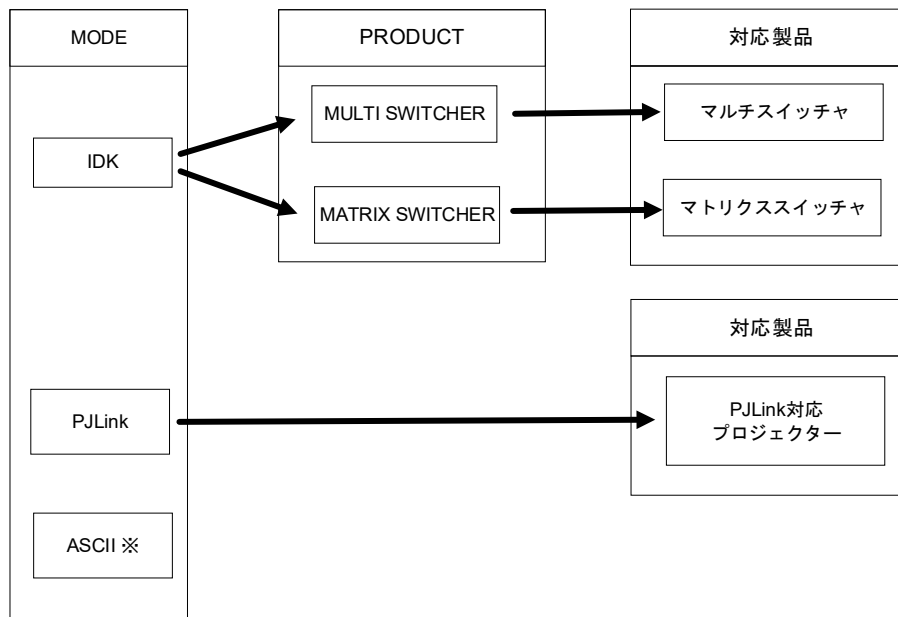 MODE
PRODUCT
対応製品
IDK
MULTI SWITCHER
マルチスイッチャ
MATRIX SWITCHER
マトリクススイッチャ
対応製品
PJLink
PJLink対応
プロジェクター
ASCII ※